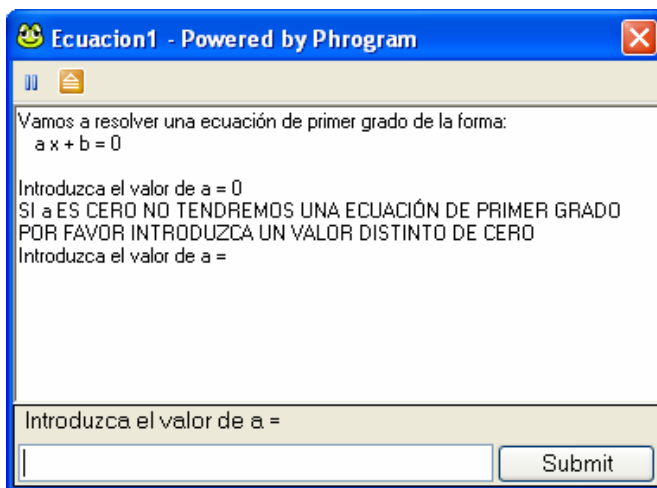 Ecuacion1 - Powered by Phrogram
Vamos a resolver una ecuación de primer grado de la forma:
a x + b = 0
Introduzca el valor de a = 0
SI a ES CERO NO TENDREMOS UNA ECUACIÓN DE PRIMER GRADO
POR FAVOR INTRODUZCA UN VALOR DISTINTO DE CERO
Introduzca el valor de a =
Introduzca el valor de a =
Submit